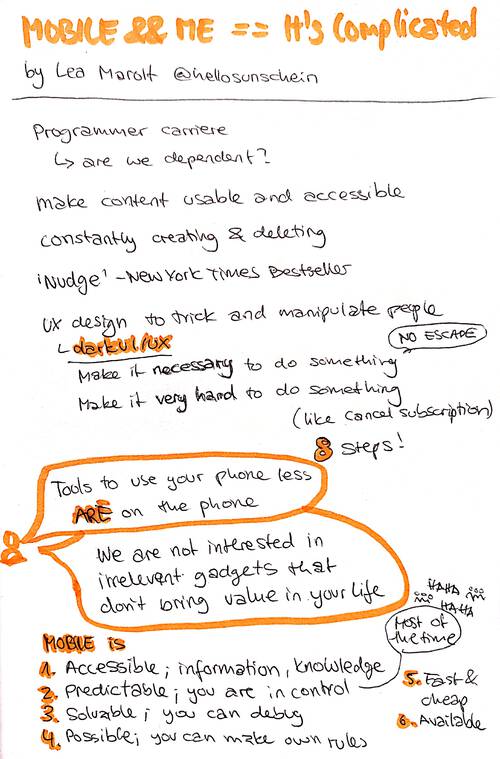 MOBILE && ME == It's Complicated
by Lea Marolt @hellosunschein
Programmer carriere
↳ are we dependent?
make content usable and accessible
constantly creating & deleting
'Nudge' - New York Times Bestseller
UX design to trick and manipulate people
↳ dark UI/UX
NO ESCAPE
Make it necessary to do something
Make it very hard to do something
(like cancel subscription)
8 steps!
Tools to use your phone less
ARE on the phone
We are not interested in
irrelevent gadgets that
don't bring value in your life
HAHA
HAHA
Most of
the time
MOBILE is
1. Accessible; information, knowledge
2. Predictable; you are in control
3. Solvable; you can debug
4. Possible; you can make own rules
5. Fast &
cheap
6. Available